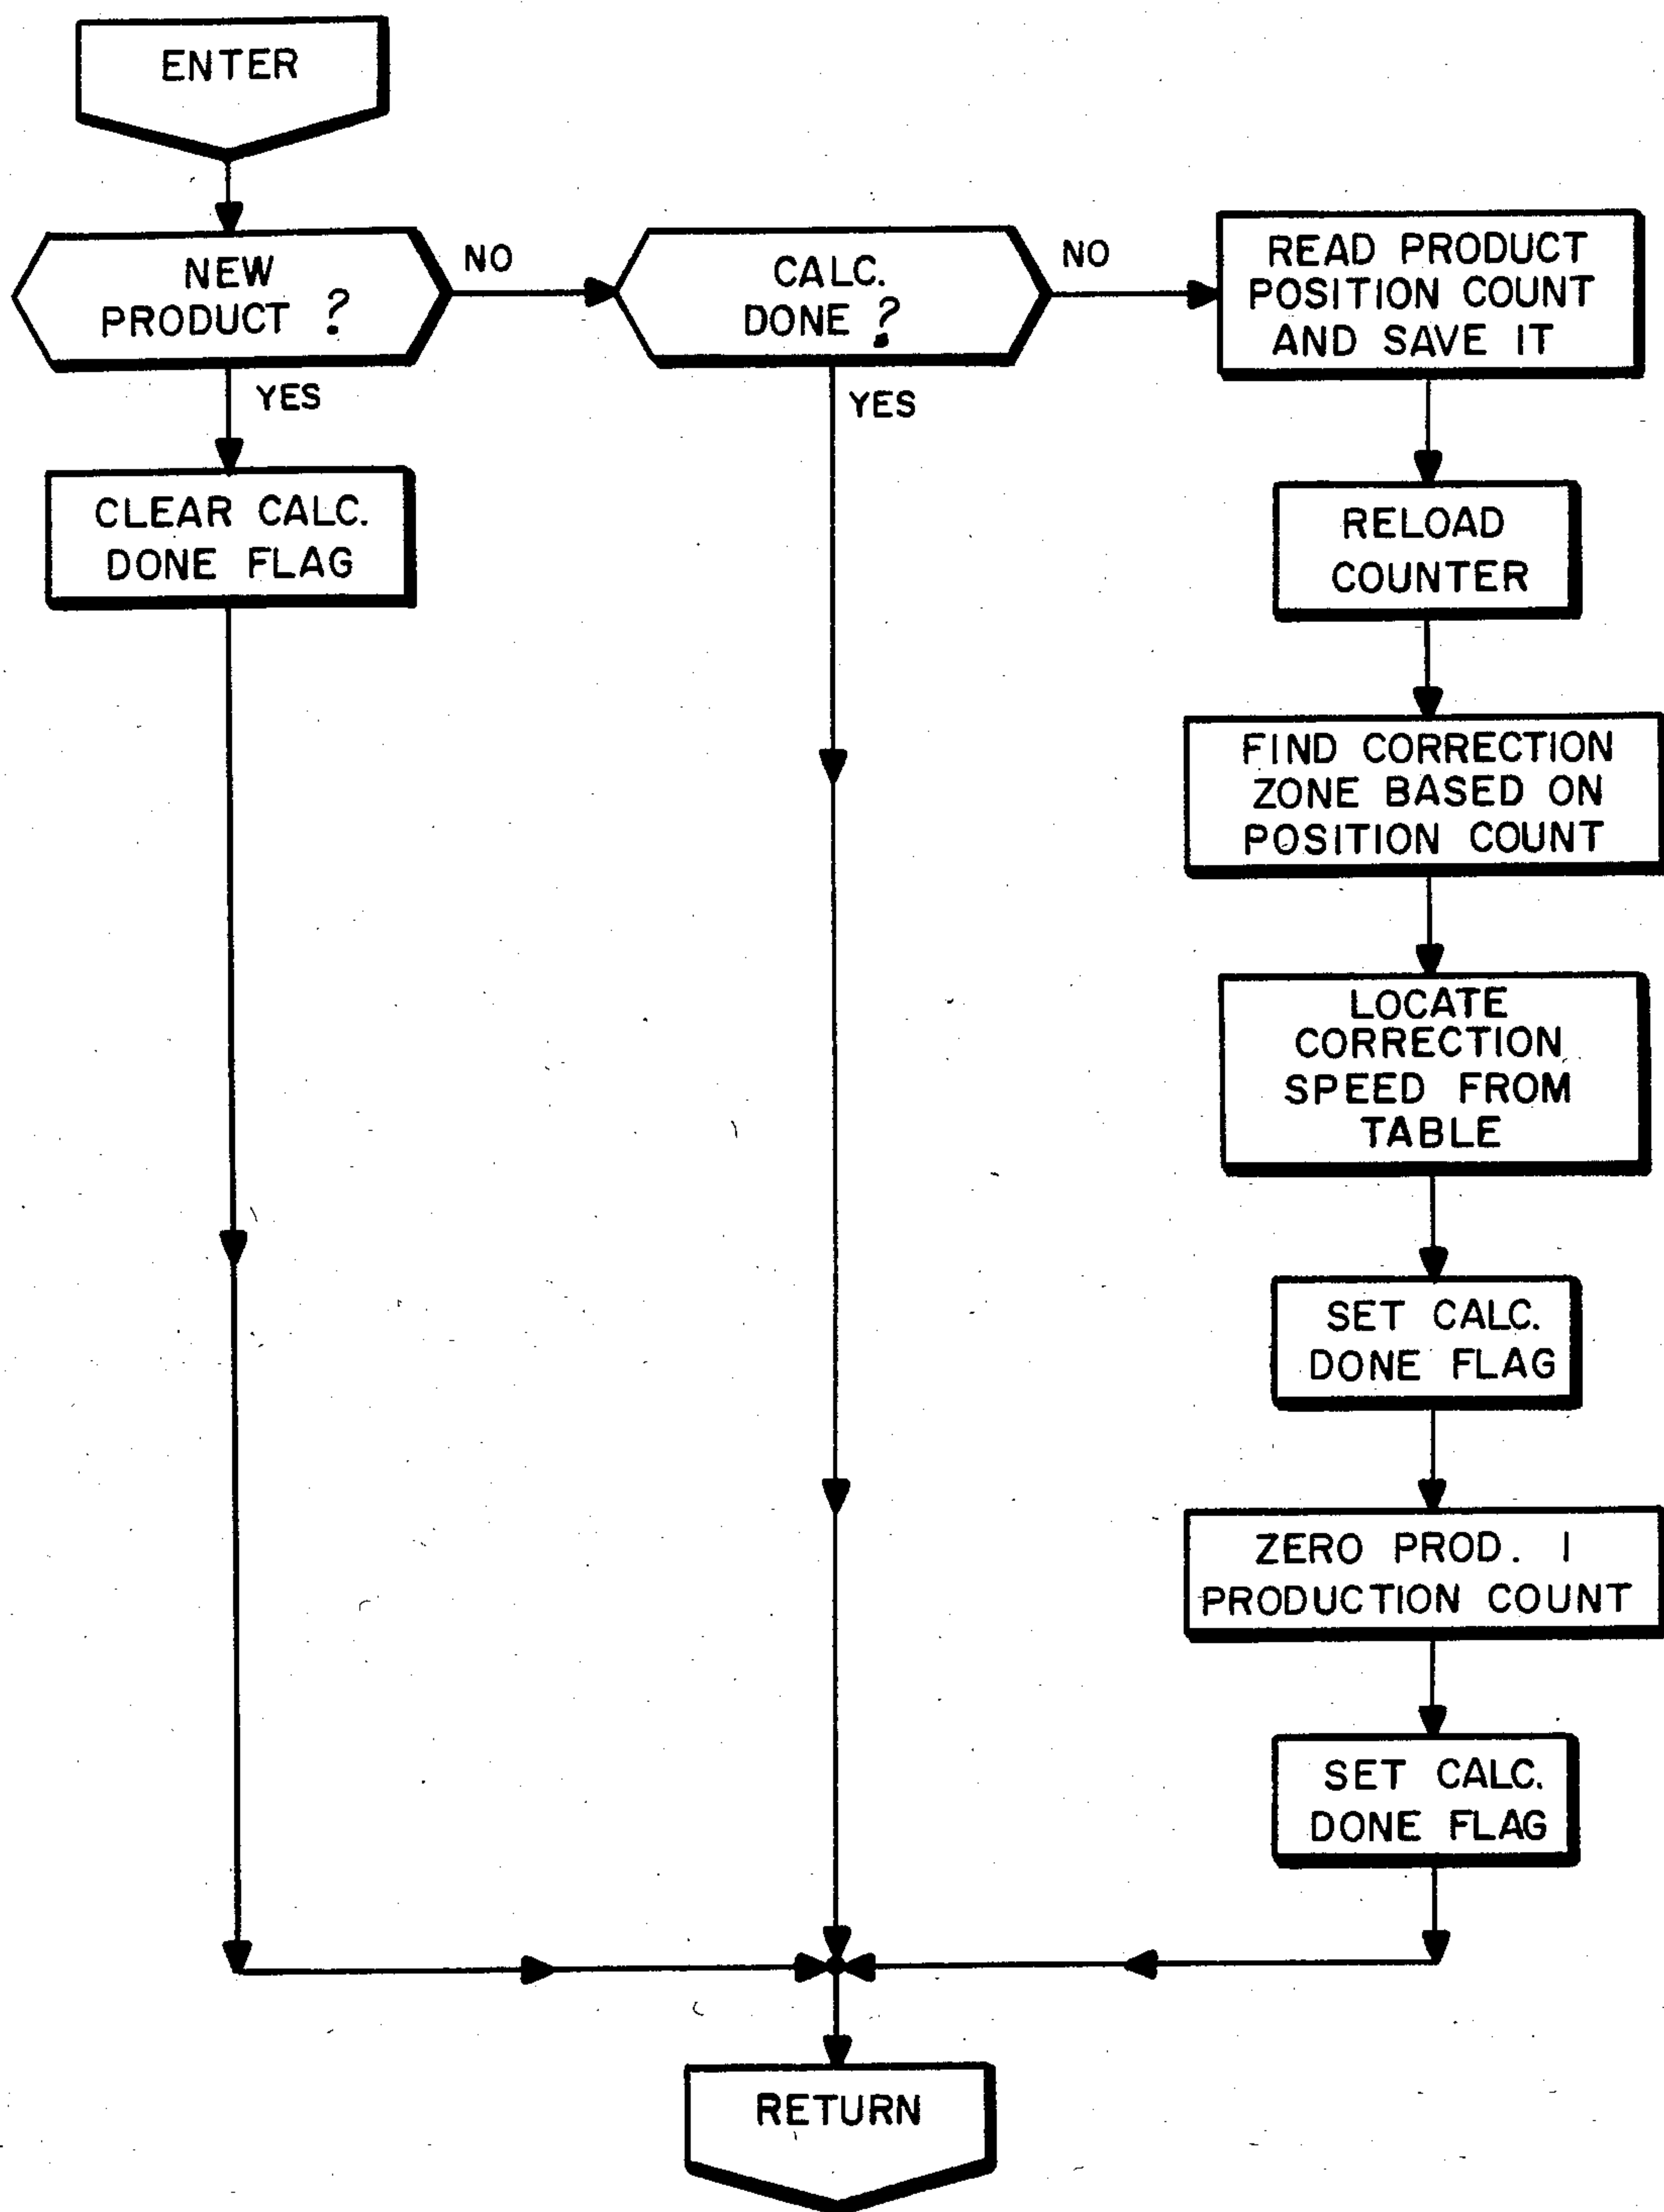 ENTER
NEW
PRODUCT ?
NO
CALC.
DONE ?
NO
READ PRODUCT
POSITION COUNT
AND SAVE IT
YES
YES
CLEAR CALC.
DONE FLAG
RELOAD
COUNTER
FIND CORRECTION
ZONE BASED ON
POSITION COUNT
LOCATE
CORRECTION
SPEED FROM
TABLE
SET CALC.
DONE FLAG
ZERO PROD. 1
PRODUCTION COUNT
SET CALC.
DONE FLAG
RETURN